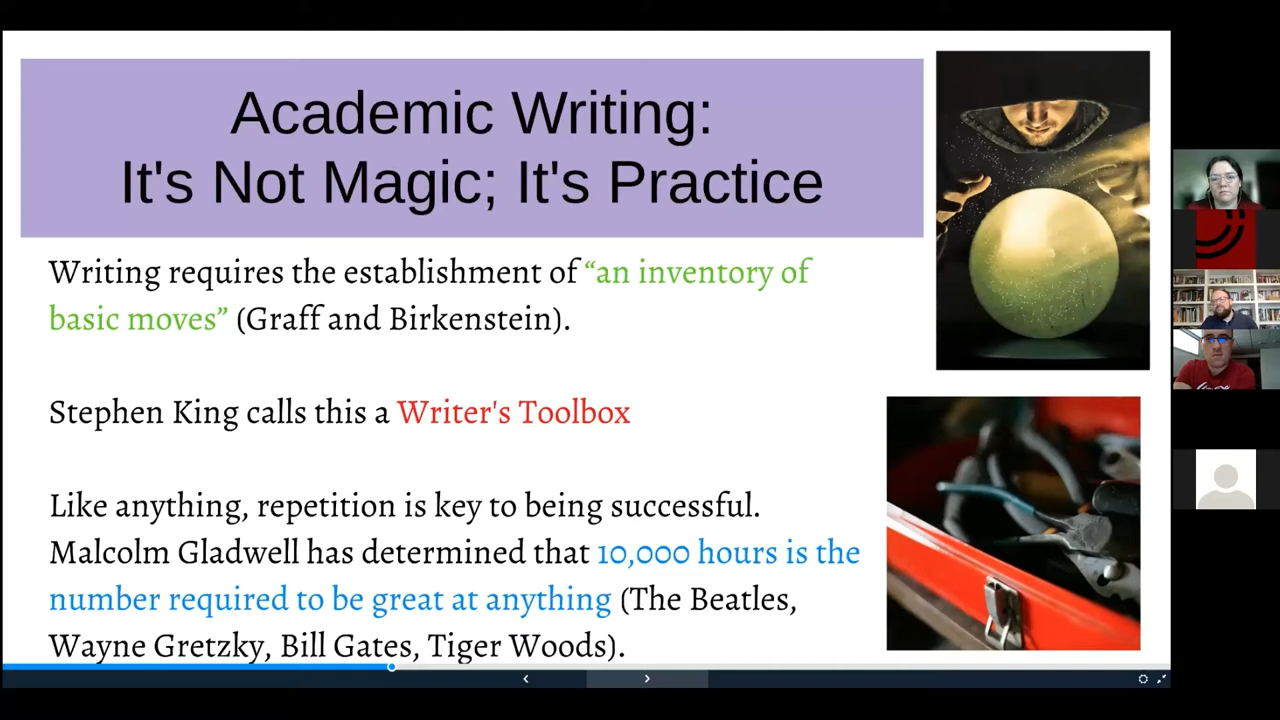 Academic Writing:
It's Not Magic; It's Practice
Writing requires the establishment of “an inventory of
basic moves” (Graff and Birkenstein).
Stephen King calls this a Writer's Toolbox
Like anything, repetition is key to being successful.
Malcolm Gladwell has determined that 10,000 hours is the
number required to be great at anything (The Beatles,
Wayne Gretzky, Bill Gates, Tiger Woods).